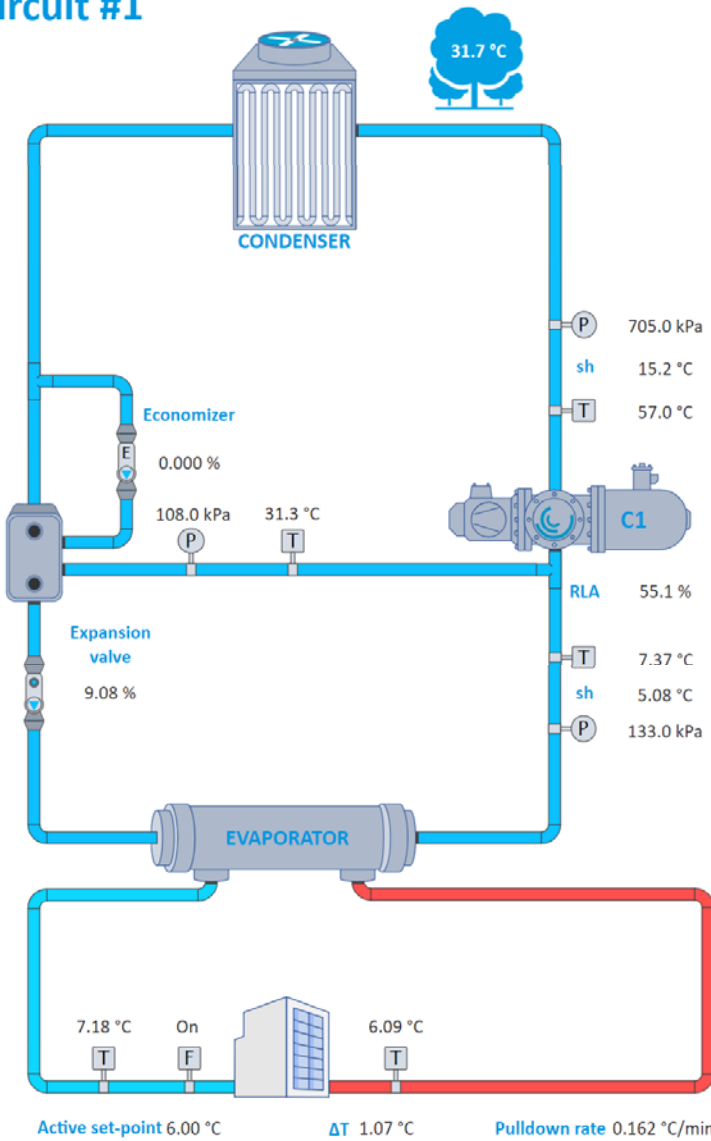 ircuit #1
31.7 °C
CONDENSER
P 705.0 kPa
sh 15.2 °C
T 57.0 °C
Economizer
E
0.000 %
108.0 kPa 31.3 °C
P T
C1
RLA 55.1 %
Expansion
valve
9.08 %
T 7.37 °C
sh 5.08 °C
P 133.0 kPa
EVAPORATOR
7.18 °C On 6.09 °C
T F T
Active set-point 6.00 °C ΔT 1.07 °C Pulldown rate 0.162 °C/min